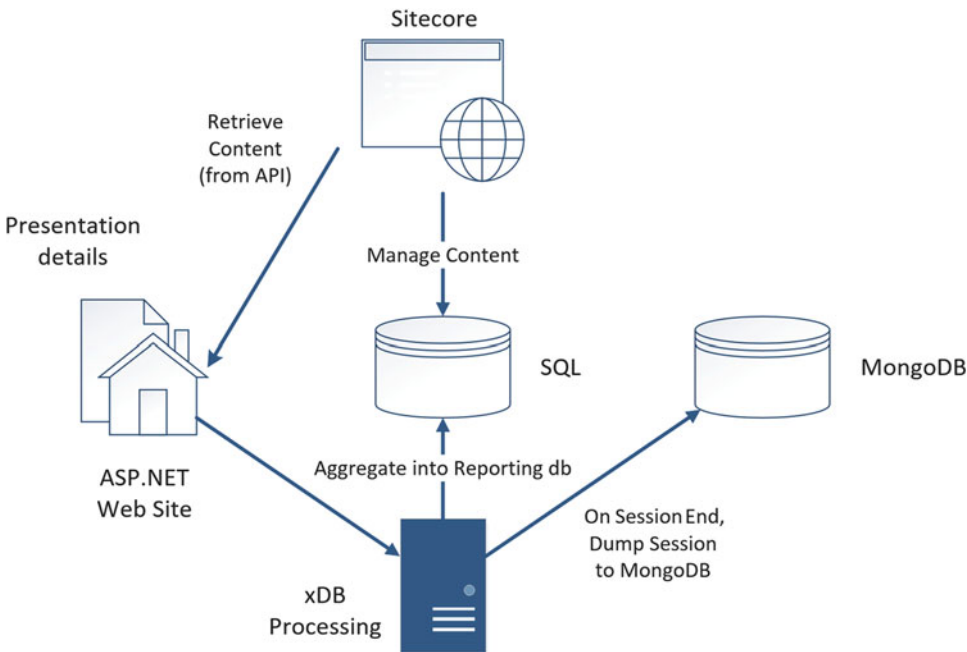 Sitecore
Retrieve
Content
(from API)
Presentation
details
Manage Content
SQL
MongoDB
ASP.NET
Web Site
Aggregate into Reporting db
On Session End,
Dump Session
to MongoDB
xDB
Processing